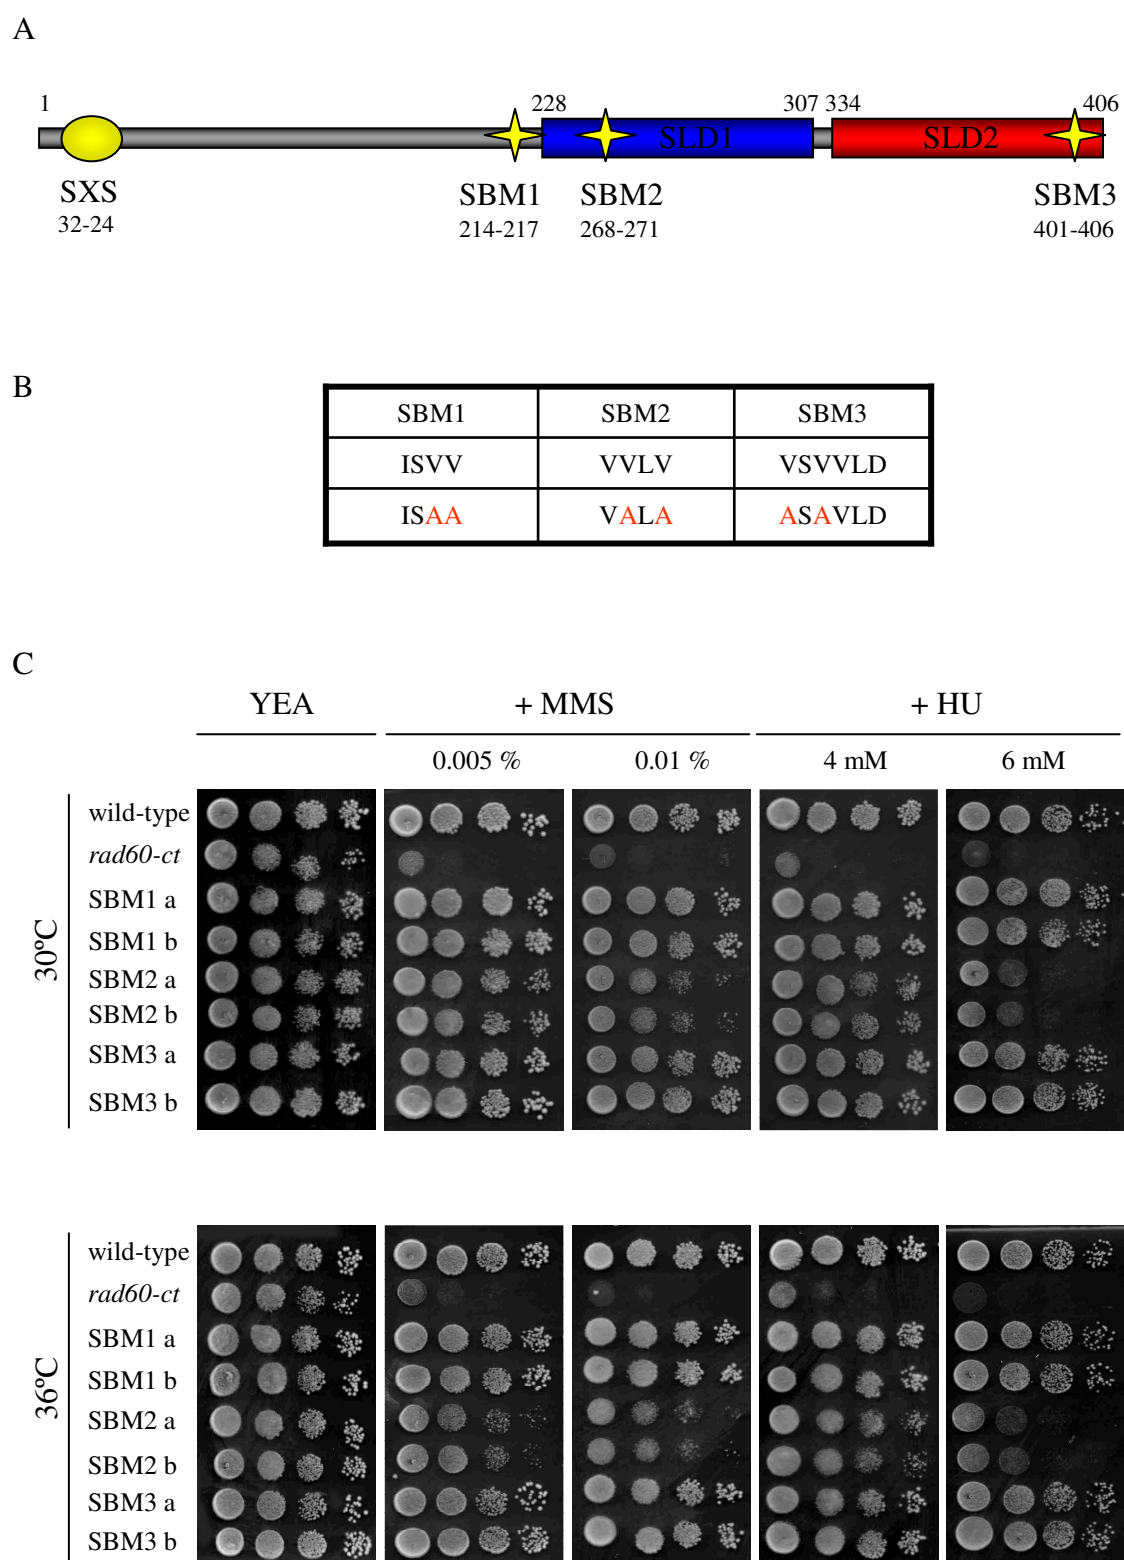 A
1 228 307 334 406
SLD1 SLD2
SXS SBM1 SBM2 SBM3
32-24 214-217 268-271 401-406
B
SBM1 SBM2 SBM3
ISVV VVLV VSVVLD
ISAA VALA ASAVLD
C
YEA + MMS + HU
0.005 % 0.01 % 4 mM 6 mM
30ºC
wild-type
rad60-ct
SBM1 a
SBM1 b
SBM2 a
SBM2 b
SBM3 a
SBM3 b
36ºC
wild-type
rad60-ct
SBM1 a
SBM1 b
SBM2 a
SBM2 b
SBM3 a
SBM3 b